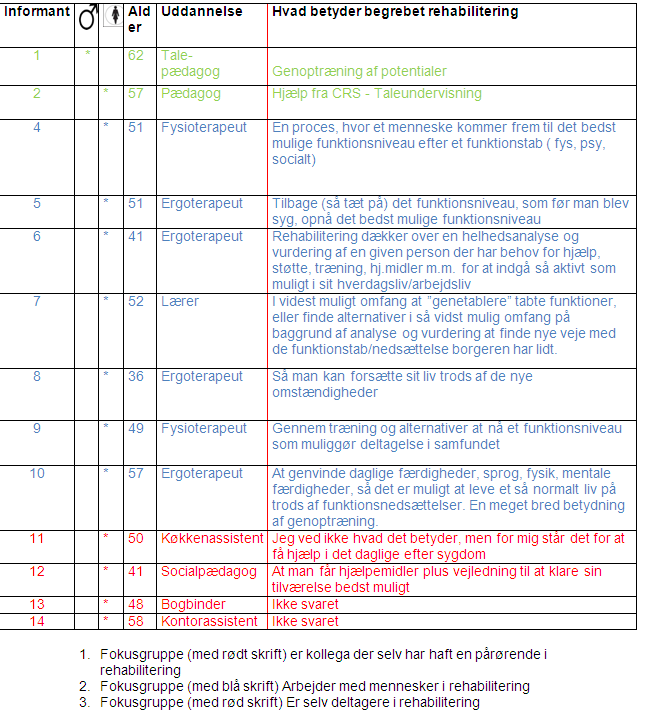 Informant ♂ Ald Uddannelse Hvad betyder begrebet rehabilitering
er
1 * 62 Tale-
pædagog Genoptræning af potentialer
2 * 57 Pædagog Hjælp fra CRS - Taleundervisning
4 * 51 Fysioterapeut En proces, hvor et menneske kommer frem til det bedst
mulige funktionsniveau efter et funktionstab ( fys, psy,
socialt)
5 * 51 Ergoterapeut Tilbage (så tæt på) det funktionsniveau, som før man blev
syg, opnå det bedst mulige funktionsniveau
6 * 41 Ergoterapeut Rehabilitering dækker over en helhedsanalyse og
vurdering af en given person der har behov for hjælp,
støtte, træning, hj.midler m.m. for at indgå så aktivt som
muligt i sit hverdagsliv/arbejdsliv
7 * 52 Lærer I videst muligt omfang at ”genetablere” tabte funktioner,
eller finde alternativer i så vidst mulig omfang på
baggrund af analyse og vurdering at finde nye veje med
de funktionstab/nedsættelse borgeren har lidt.
8 * 36 Ergoterapeut Så man kan forsætte sit liv trods af de nye
omstændigheder
9 * 49 Fysioterapeut Gennem træning og alternativer at nå et funktionsniveau
som muliggør deltagelse i samfundet
10 * 57 Ergoterapeut At genvinde daglige færdigheder, sprog, fysik, mentale
færdigheder, så det er muligt at leve et så normalt liv på
trods af funktionsnedsættelser. En meget bred betydning
af genoptræning.
11 * 50 Køkkenassistent Jeg ved ikke hvad det betyder, men for mig står det for at
få hjælp i det daglige efter sygdom
12 * 41 Socialpædagog At man får hjælpemidler plus vejledning til at klare sin
tilværelse bedst muligt
13 * 48 Bogbinder Ikke svaret
14 * 58 Kontorassistent Ikke svaret
1. Fokusgruppe (med rødt skrift) er kollega der selv har haft en pårørende i
rehabilitering
2. Fokusgruppe (med blå skrift) Arbejder med mennesker i rehabilitering
3. Fokusgruppe (med rød skrift) Er selv deltagere i rehabilitering